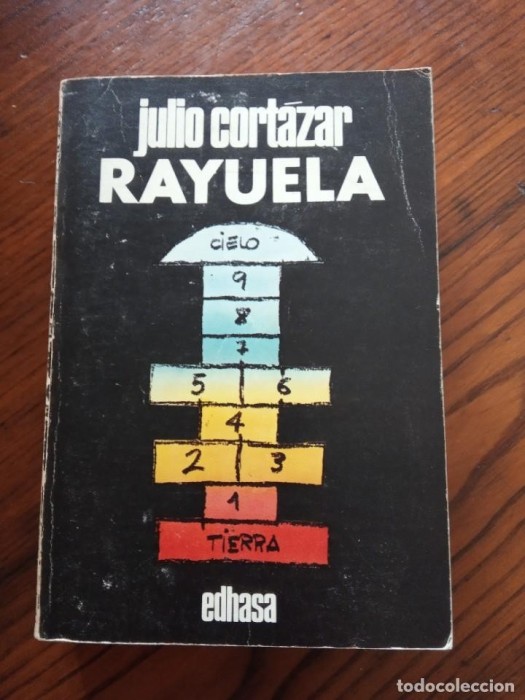 julio cortázar
RAYUELA
CIELO
9
8
7
5 6
4
2 3
1
TIERRA
edhasa
todocoleccion